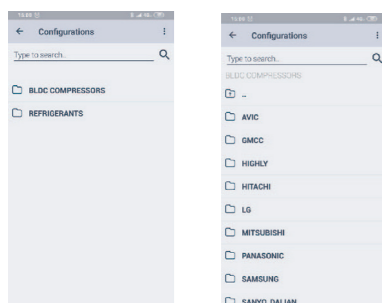 Configurations
Type to search..
BLDC COMPRESSORS
REFRIGERANTS
Configurations
Type to search..
BLDC COMPRESSORS
..
AVIC
GMCC
HIGHLY
HITACHI
LG
MITSUBISHI
PANASONIC
SAMSUNG
SANYO DALIAN